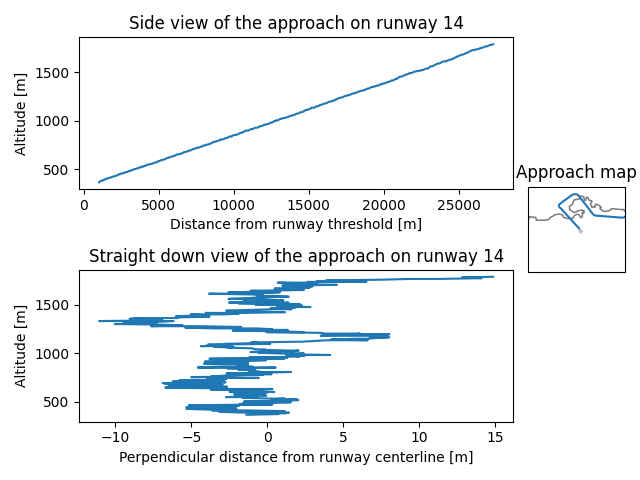 Side view of the approach on runway 14
Altitude [m]
1500
1000
500
0 5000 10000 15000 20000 25000
Distance from runway threshold [m]
Approach map
Straight down view of the approach on runway 14
Altitude [m]
1500
1000
500
−10 −5 0 5 10 15
Perpendicular distance from runway centerline [m]